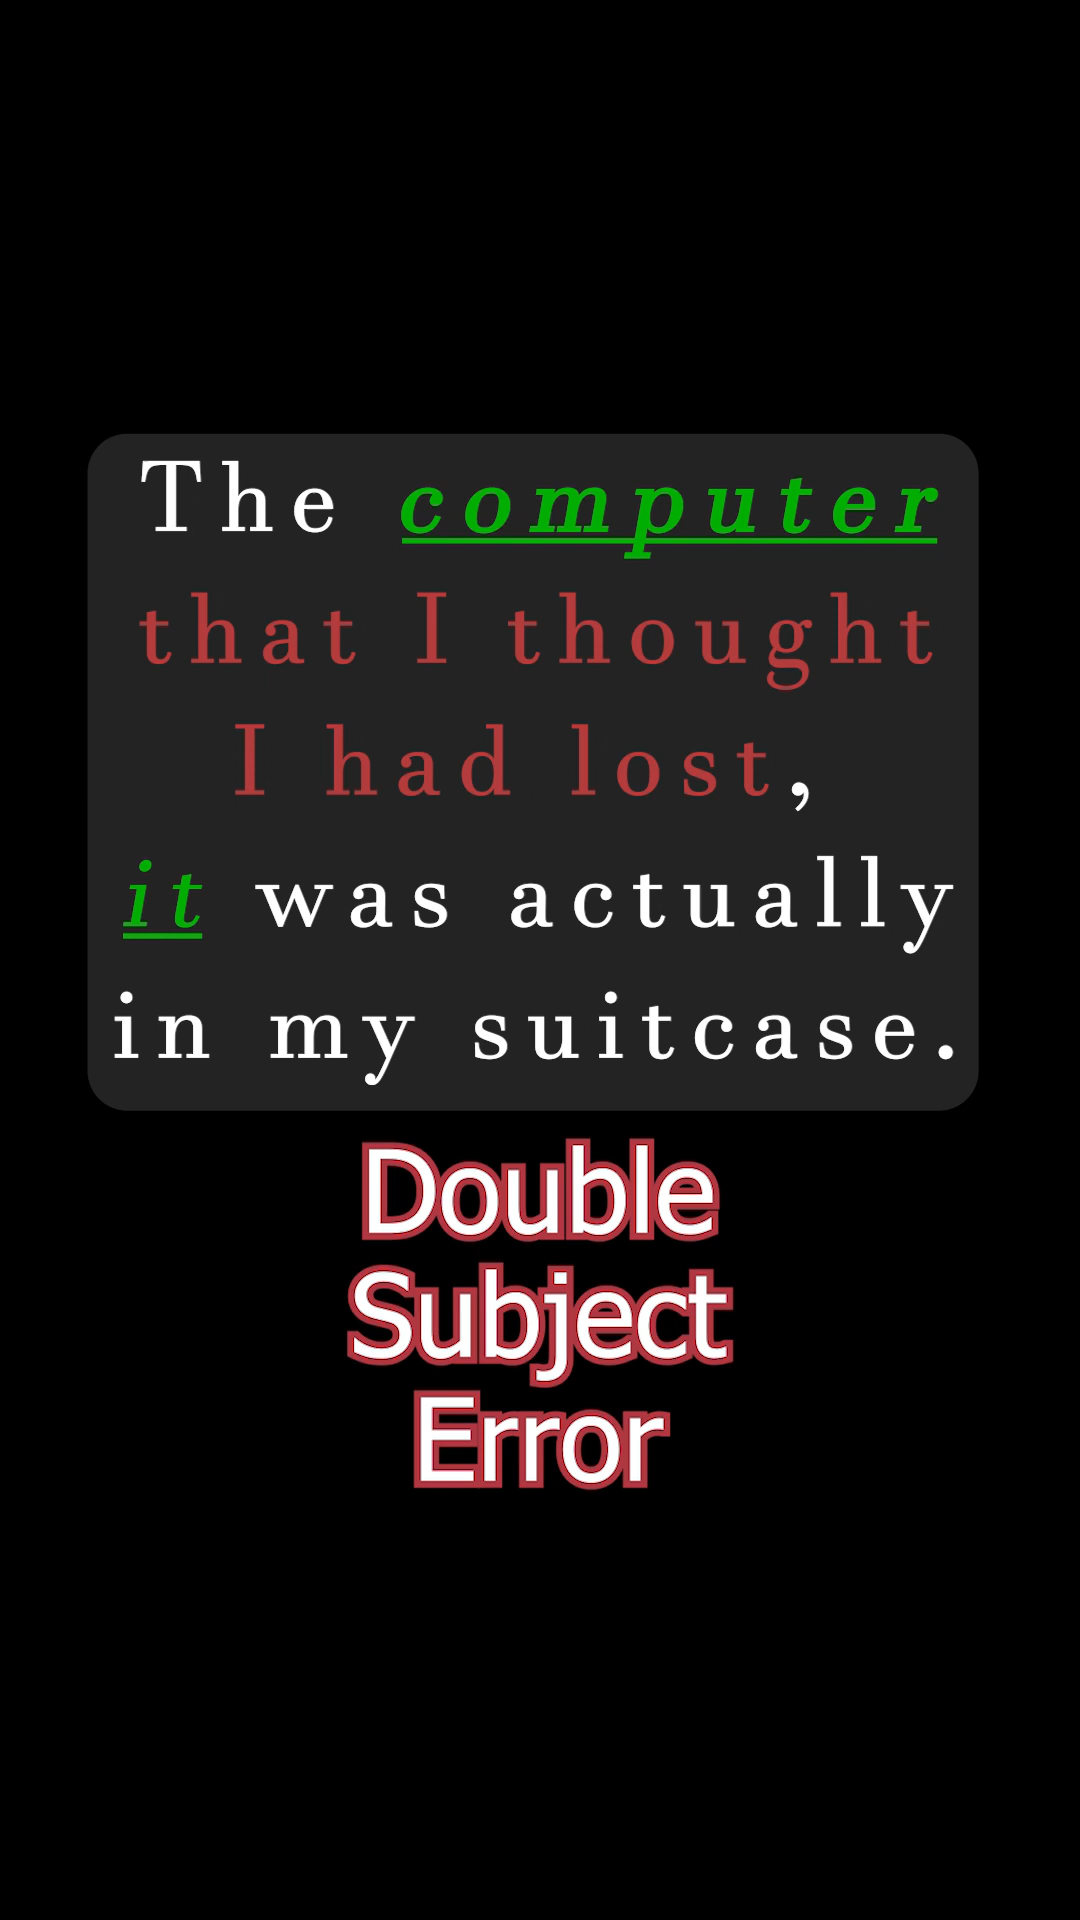 The computer
that I thought
I had lost,
it was actually
in my suitcase.
Double
Subject
Error